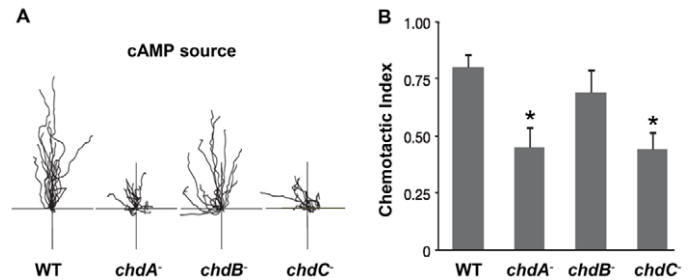 A
cAMP source
WT chdA- chdB- chdC-
B
Chemotactic Index
1.00
0.75
0.50
0.25
0
* *
WT chdA- chdB- chdC-